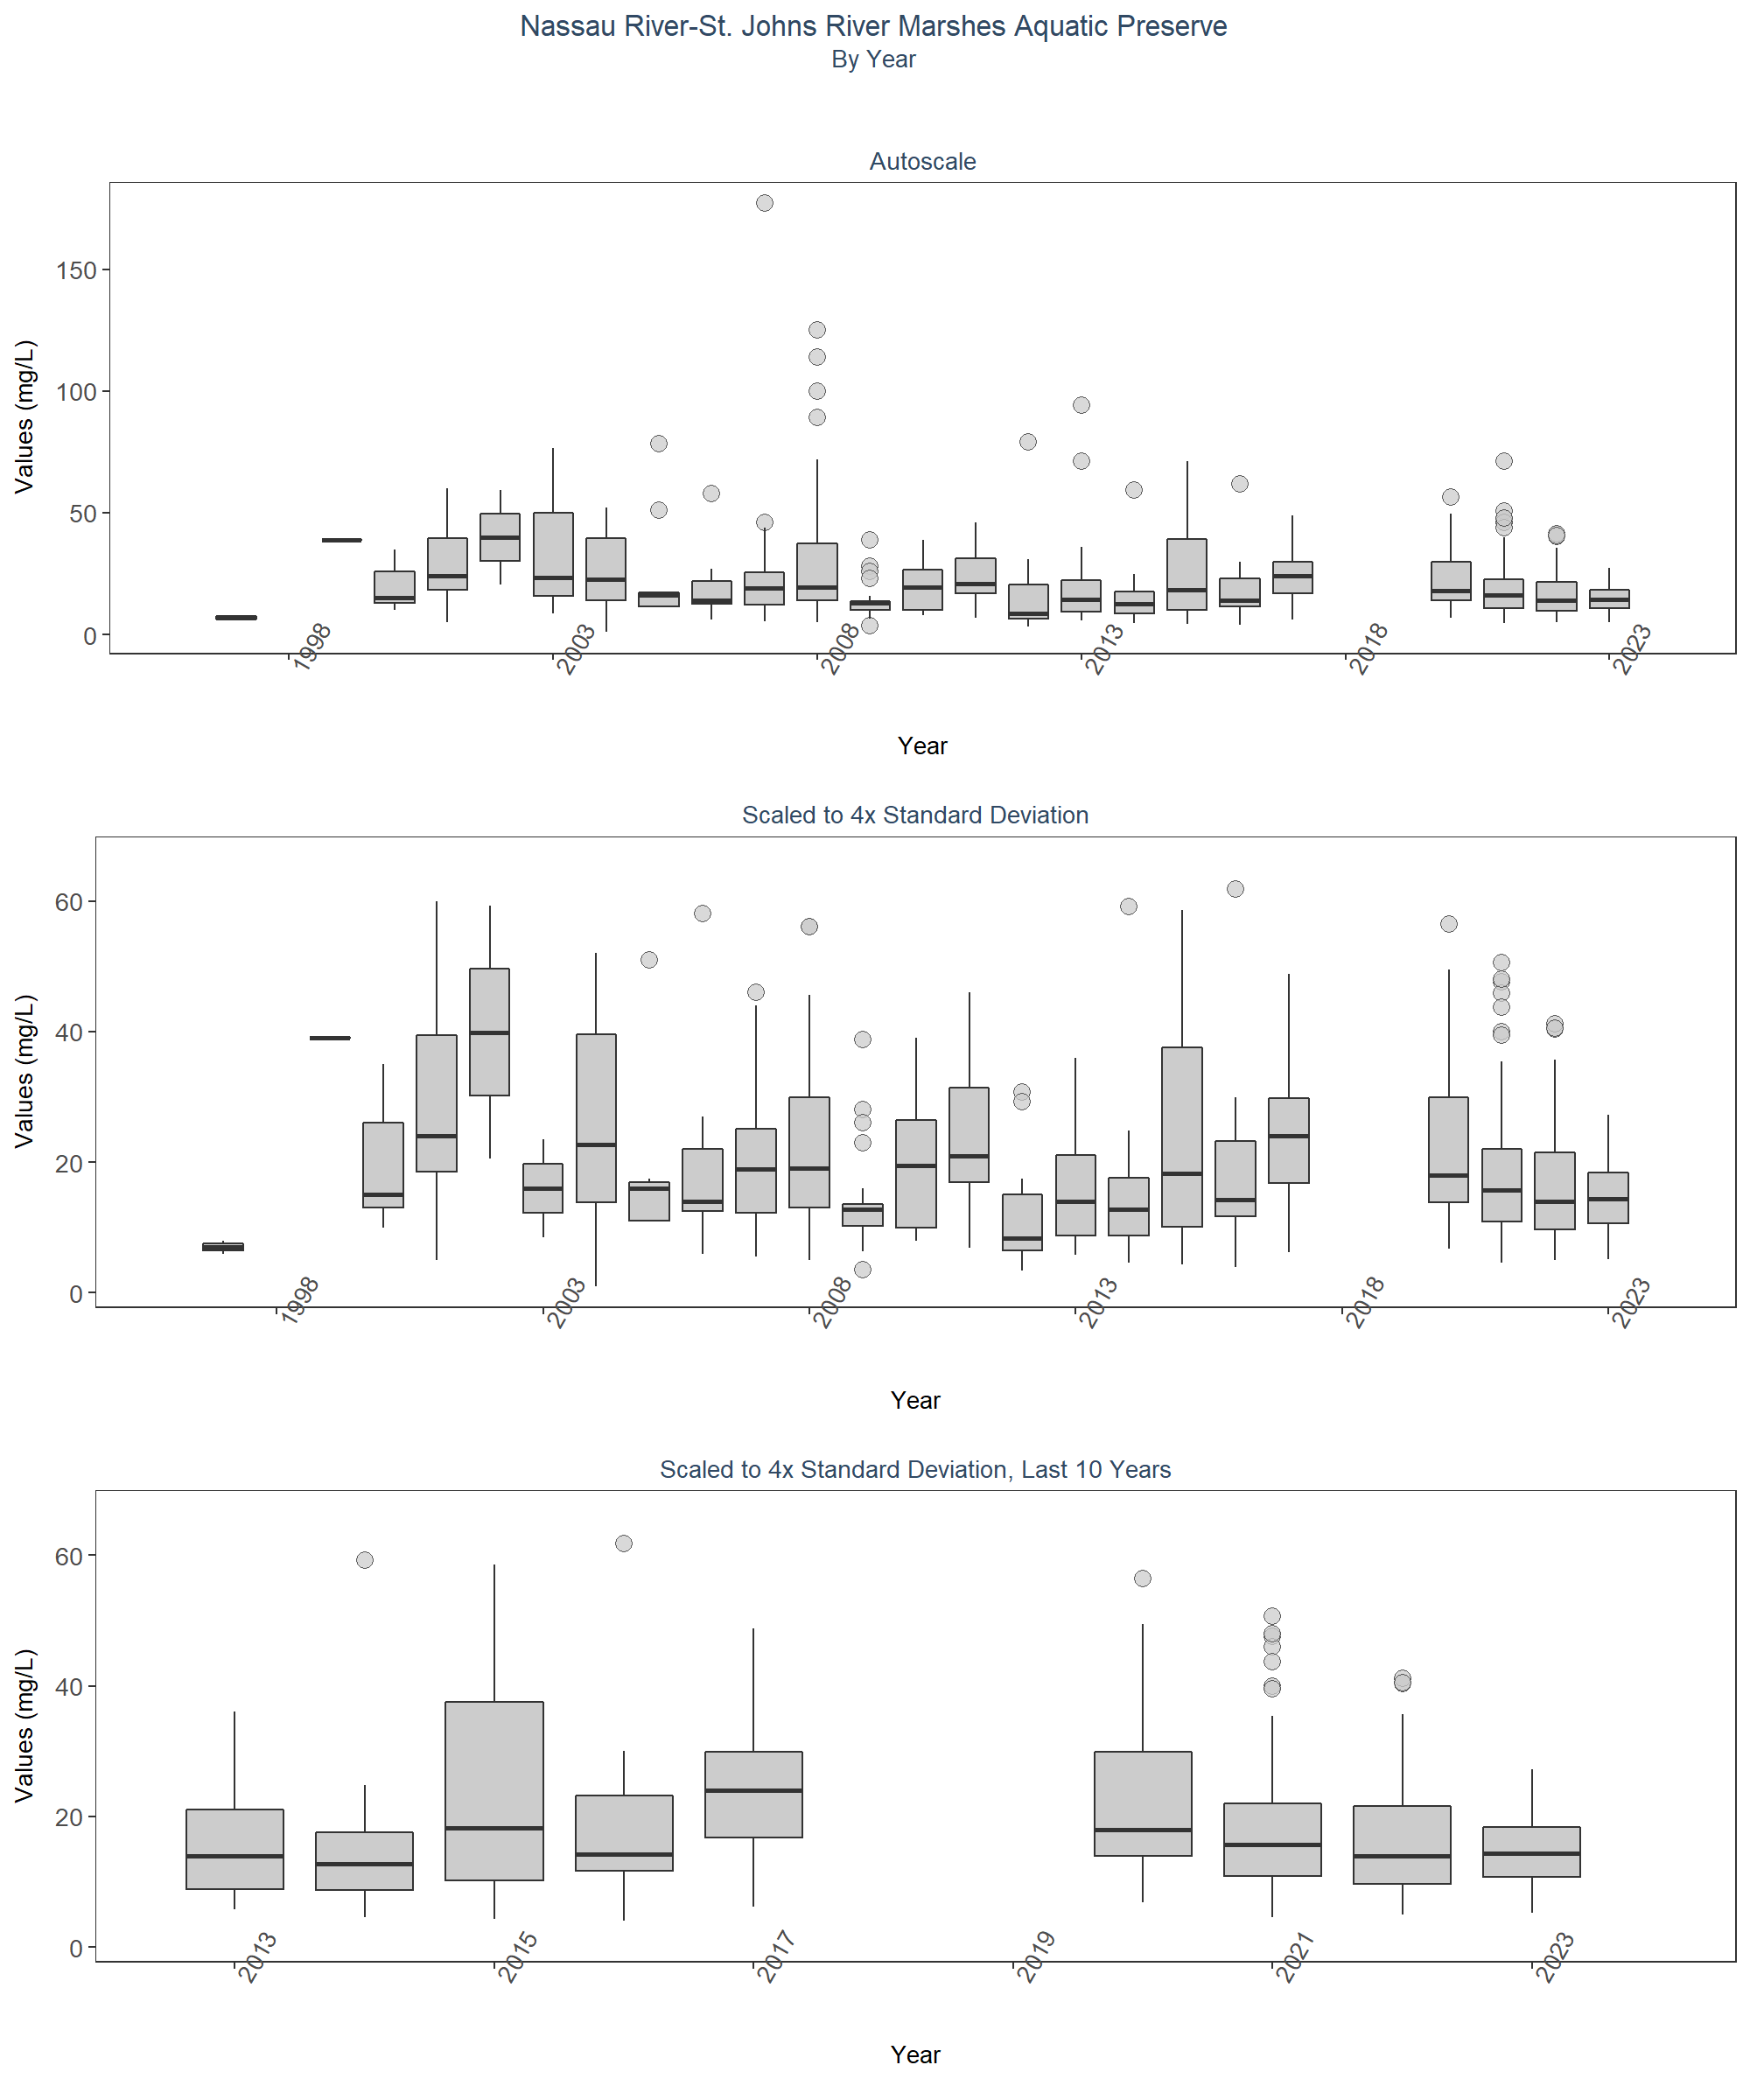 Nassau River-St. Johns River Marshes Aquatic Preserve
By Year
Autoscale
Values (mg/L)
150
100
50
0
1998
2003
2008
2013
2018
2023
Year
Scaled to 4x Standard Deviation
Values (mg/L)
60
40
20
0
1998
2003
2008
2013
2018
2023
Year
Scaled to 4x Standard Deviation, Last 10 Years
Values (mg/L)
60
40
20
0
2013
2015
2017
2019
2021
2023
Year